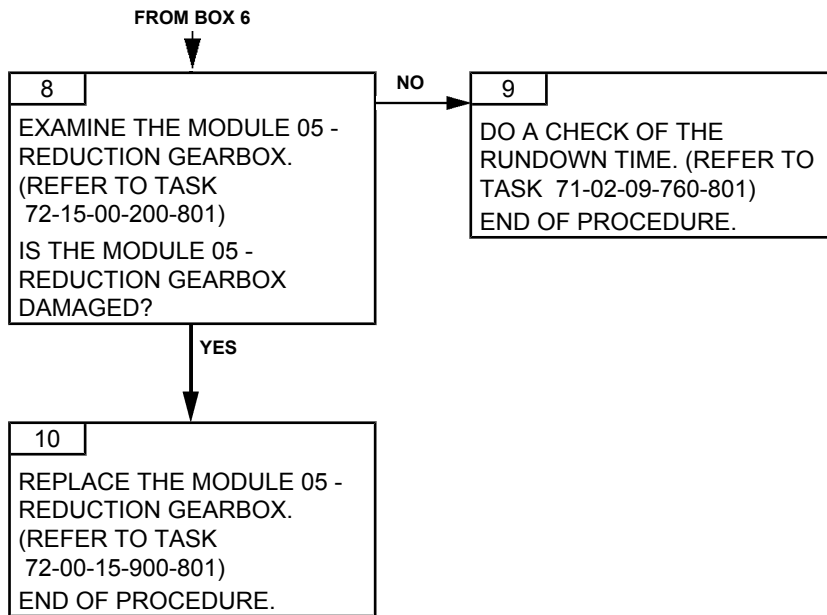 FROM BOX 6
8
EXAMINE THE MODULE 05 -
REDUCTION GEARBOX.
(REFER TO TASK
72-15-00-200-801)
IS THE MODULE 05 -
REDUCTION GEARBOX
DAMAGED?
NO
9
DO A CHECK OF THE
RUNDOWN TIME. (REFER TO
TASK 71-02-09-760-801)
END OF PROCEDURE.
YES
10
REPLACE THE MODULE 05 -
REDUCTION GEARBOX.
(REFER TO TASK
72-00-15-900-801)
END OF PROCEDURE.